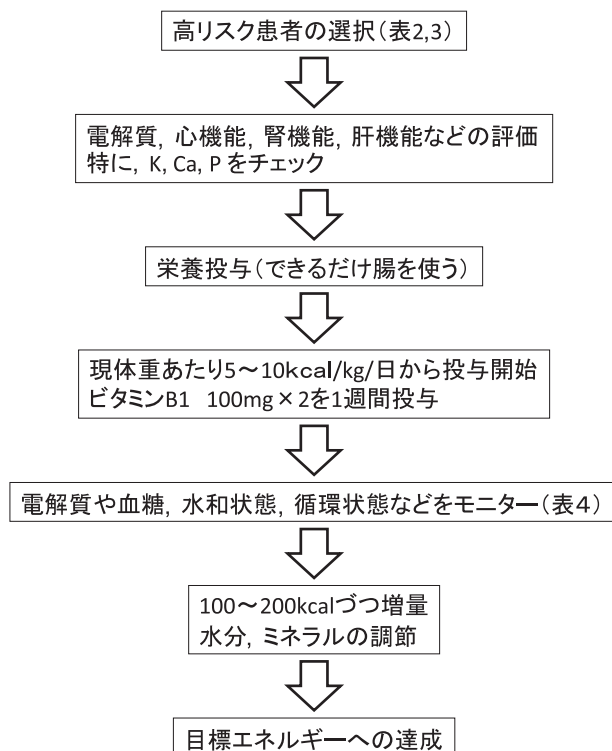 高リスク患者の選択(表2,3)
電解質, 心機能, 腎機能, 肝機能などの評価
特に, K, Ca, P をチェック
栄養投与(できるだけ腸を使う)
現体重あたり5～10kcal/kg/日から投与開始
ビタミンB1 100mg×2を1週間投与
電解質や血糖, 水和状態, 循環状態などをモニター(表4)
100～200kcalづつ増量
水分, ミネラルの調節
目標エネルギーへの達成